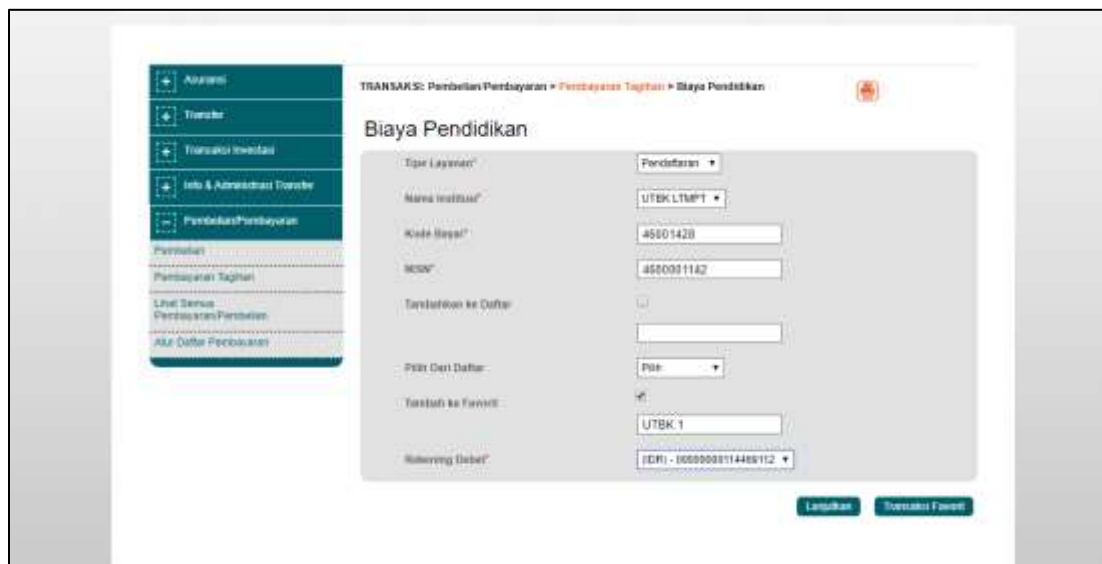 Asuransi
Transfer
Transaksi Investasi
Info & Administrasi Transfer
Pembelian/Pembayaran
Pembelian
Pembayaran Tagihan
Lihat Semua
Pembayaran/Pembelian
Atur Daftar Pembayaran
TRANSAKSI: Pembelian/Pembayaran > Pembayaran Tagihan > Biaya Pendidikan
Biaya Pendidikan
Tipe Layanan* Pendaftaran
Nama Institusi* UTBK LTMPT
Kode Bayar* 46001428
NISN* 4600001142
Tambahkan ke Daftar
Pilih Dari Daftar Pilih
Tambah ke Favorit
UTBK 1
Rekening Debet* (IDR) -
Lanjutkan Transaksi Favorit